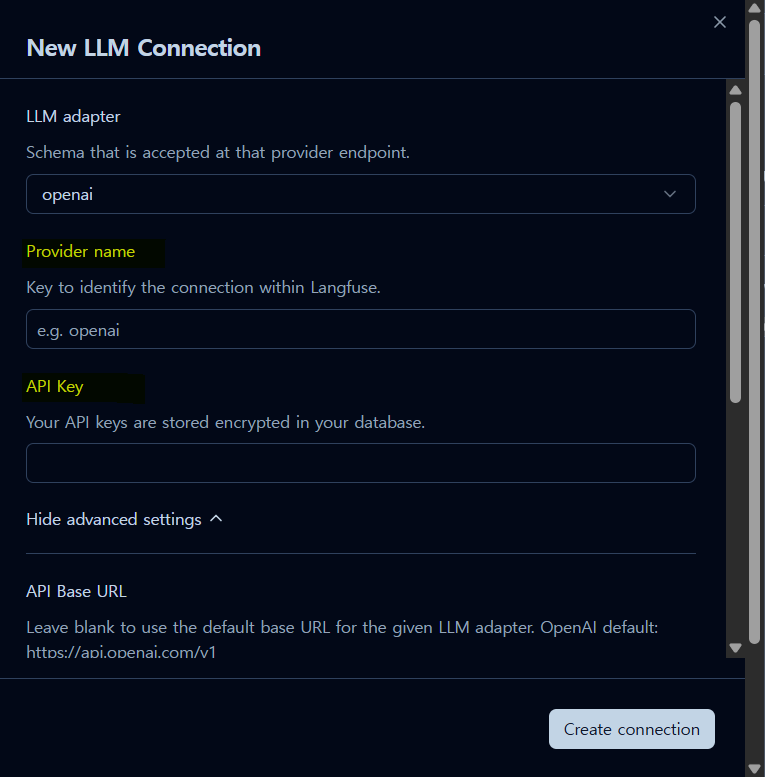 New LLM Connection
LLM adapter
Schema that is accepted at that provider endpoint.
openai
Provider name
Key to identify the connection within Langfuse.
e.g. openai
API Key
Your API keys are stored encrypted in your database.
Hide advanced settings
API Base URL
Leave blank to use the default base URL for the given LLM adapter. OpenAI default:
https://api.openai.com/v1
Create connection